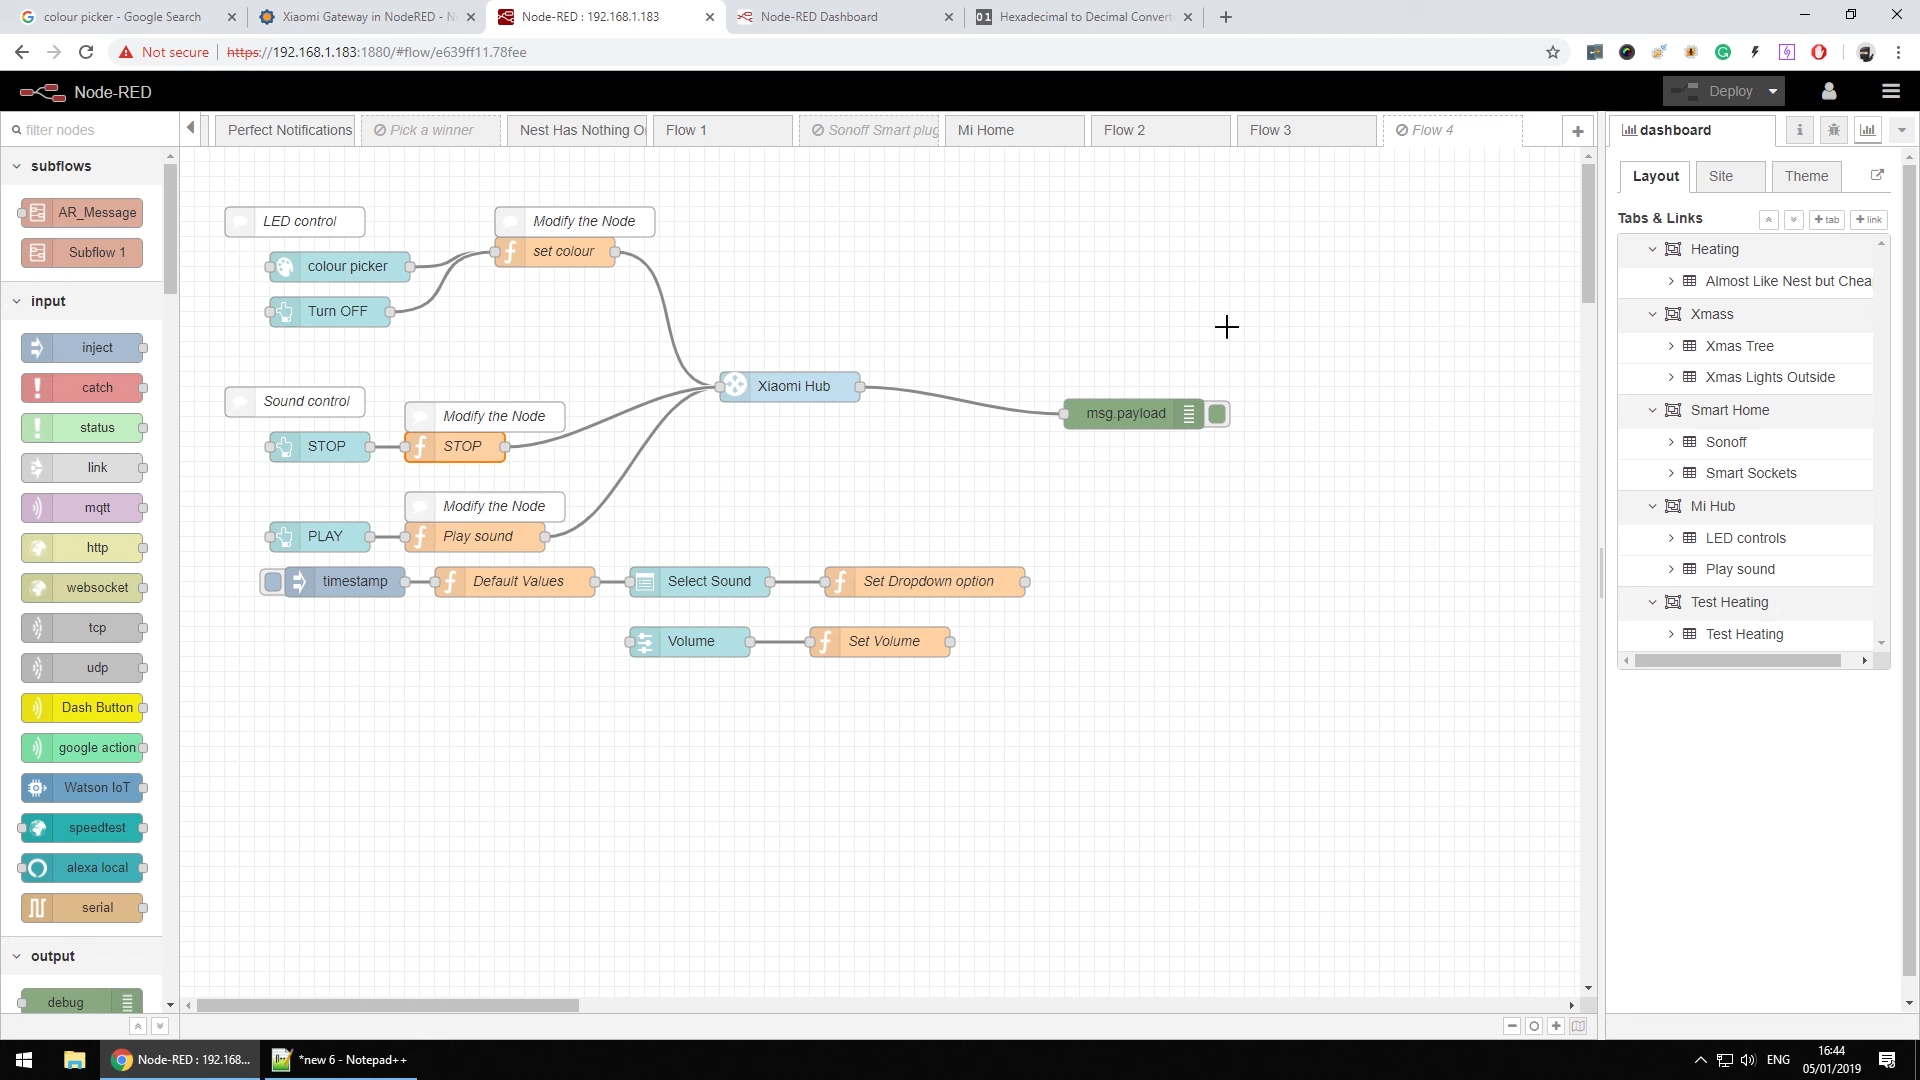 colour picker - Google Search
Xiaomi Gateway in NodeRED - N
Node-RED : 192.168.1.183
Node-RED Dashboard
Hexadecimal to Decimal Convert
Not secure
https://192.168.1.183:1880/#flow/e639ff11.78fee
Node-RED
Deploy
filter nodes
Perfect Notifications
Pick a winner
Nest Has Nothing O
Flow 1
Sonoff Smart plug
Mi Home
Flow 2
Flow 3
Flow 4
subflows
AR_Message
Subflow 1
input
inject
catch
status
link
mqtt
http
websocket
tcp
udp
Dash Button
google action
Watson IoT
speedtest
alexa local
serial
output
debug
LED control
Modify the Node
set colour
colour picker
Turn OFF
Sound control
Modify the Node
STOP
STOP
Xiaomi Hub
msg.payload
Modify the Node
PLAY
Play sound
timestamp
Default Values
Select Sound
Set Dropdown option
Volume
Set Volume
dashboard
Layout
Site
Theme
Tabs & Links
tab
link
Heating
Almost Like Nest but Chea
Xmass
Xmas Tree
Xmas Lights Outside
Smart Home
Sonoff
Smart Sockets
Mi Hub
LED controls
Play sound
Test Heating
Test Heating
Node-RED : 192.168...
*new 6 - Notepad++
ENG
16:44
05/01/2019